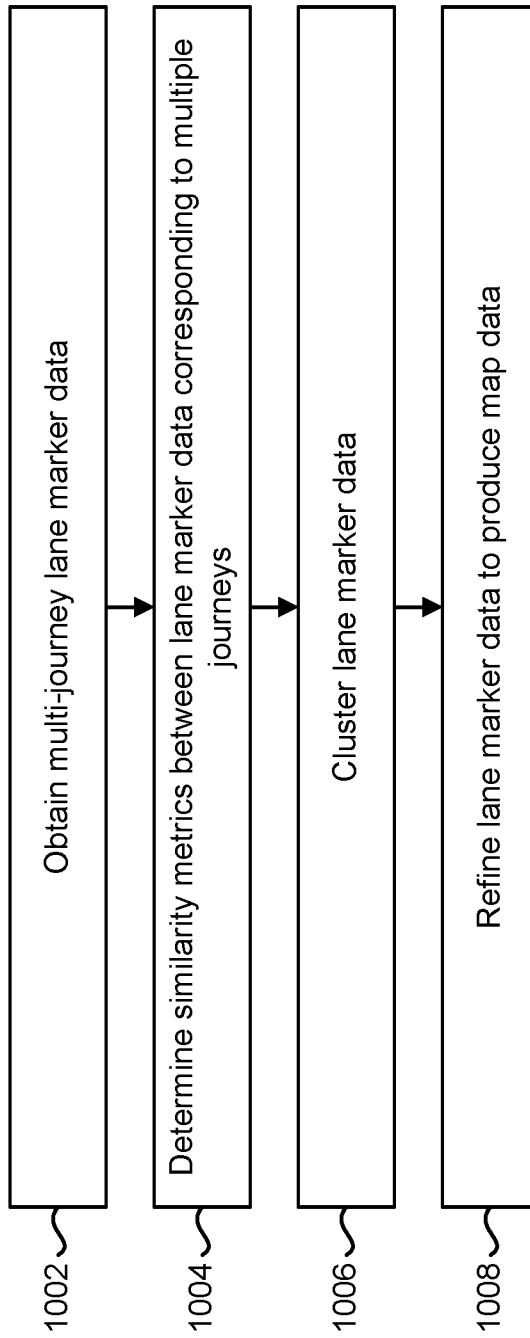 1002
Obtain multi-journey lane marker data
1004
Determine similarity metrics between lane marker data corresponding to multiple
journeys
1006
Cluster lane marker data
1008
Refine lane marker data to produce map data